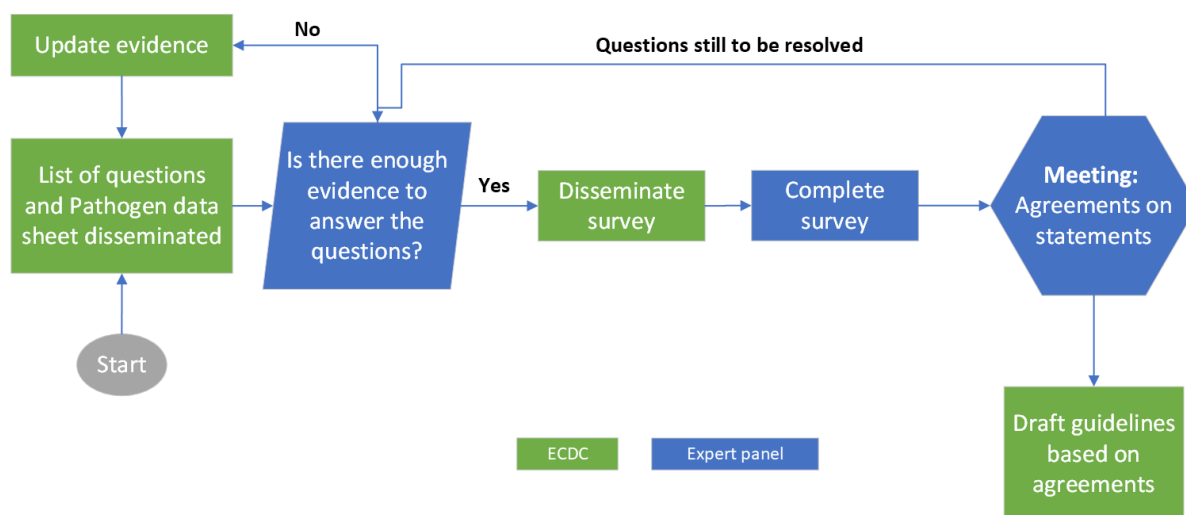 Update evidence
No
Questions still to be resolved
List of questions
and Pathogen data
sheet disseminated
Is there enough
evidence to
answer the
questions?
Yes
Disseminate
survey
Complete
survey
Meeting:
Agreements on
statements
Start
Draft guidelines
based on
agreements
ECDC
Expert panel